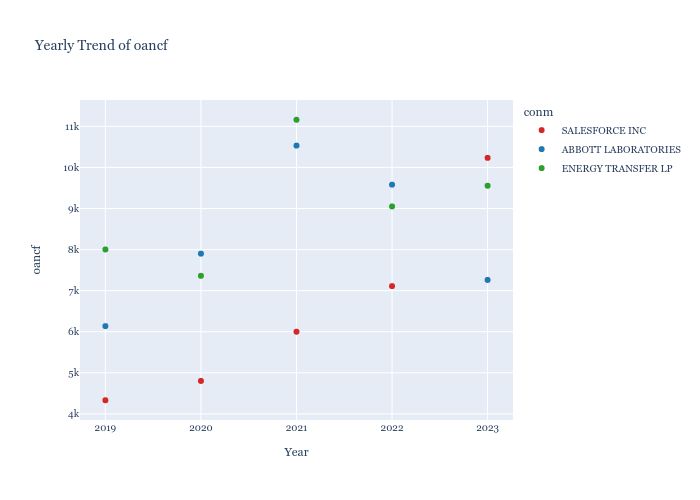 Yearly Trend of oancf
conm
SALESFORCE INC
ABBOTT LABORATORIES
ENERGY TRANSFER LP
oancf
11k
10k
9k
8k
7k
6k
5k
4k
2019
2020
2021
2022
2023
Year